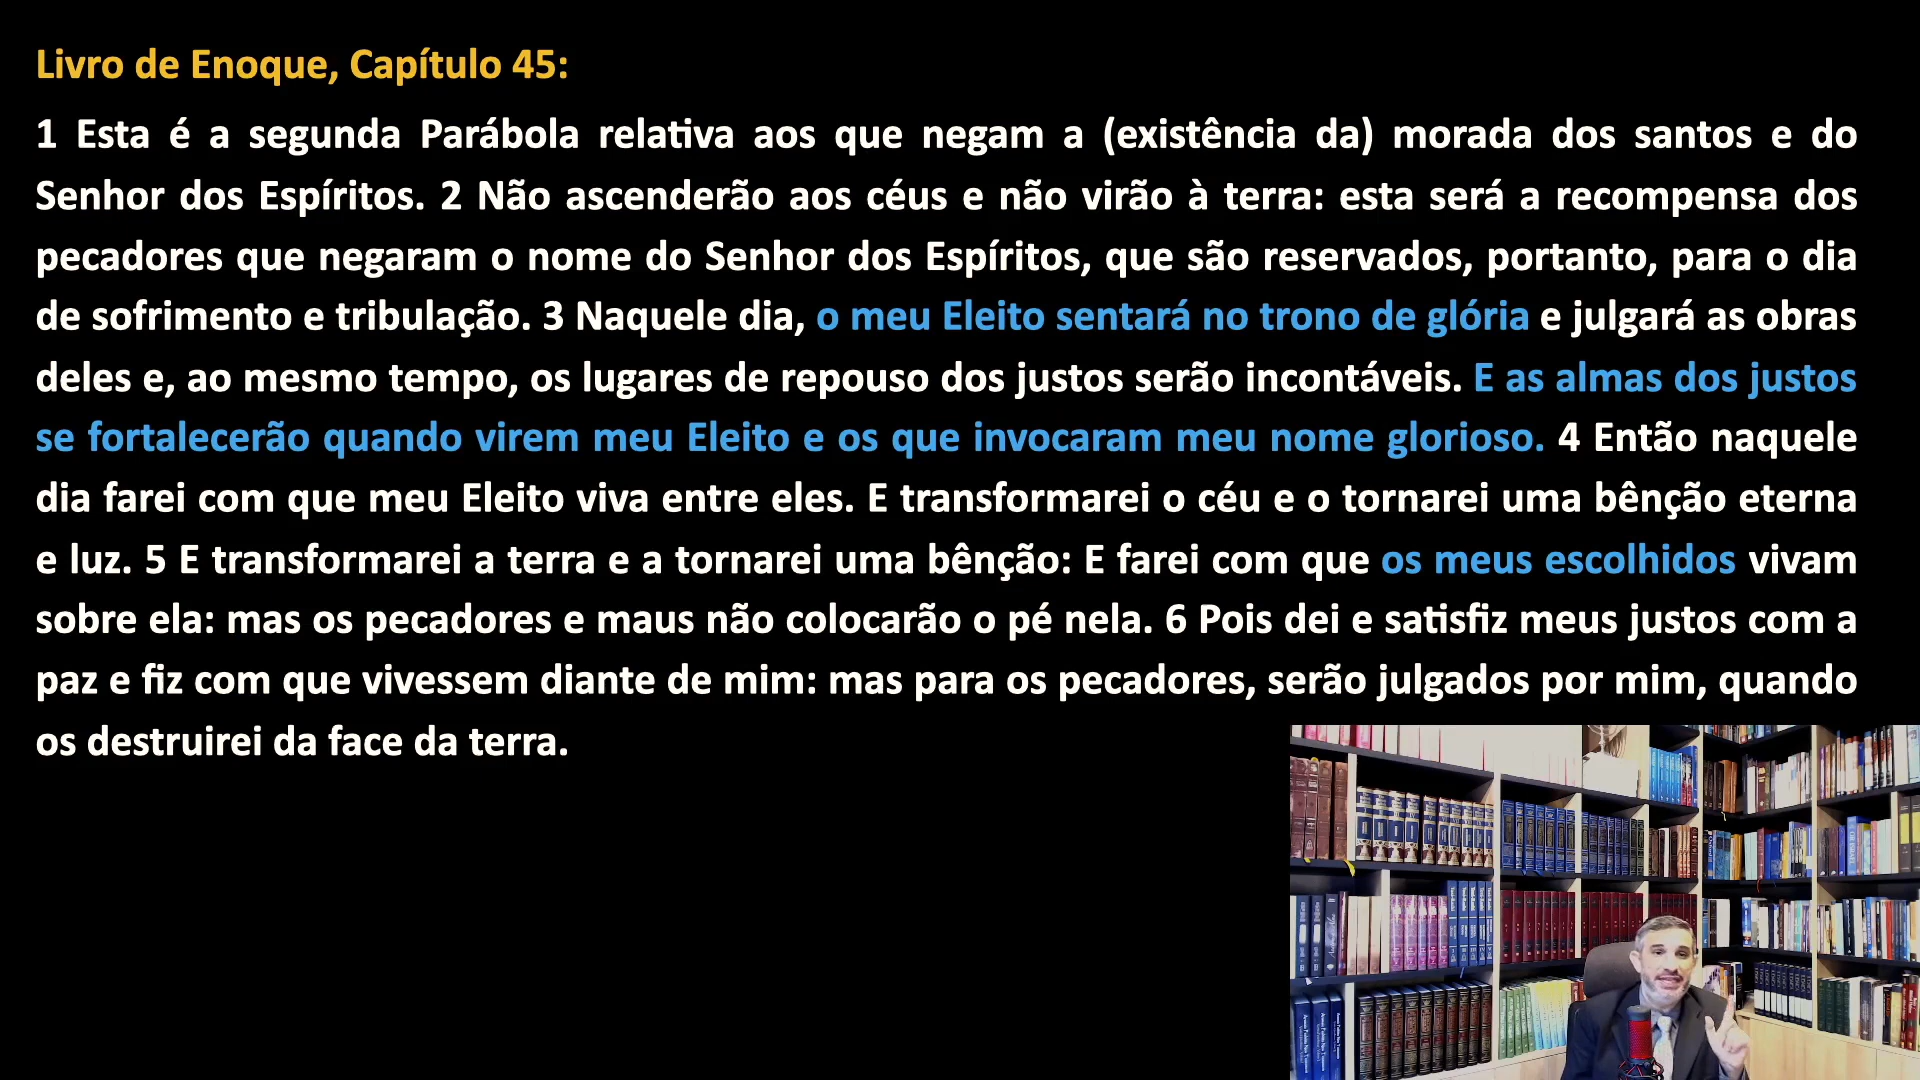 Livro de Enoque, Capítulo 45:
1 Esta é a segunda Parábola relativa aos que negam a (existência da) morada dos santos e do
Senhor dos Espíritos. 2 Não ascenderão aos céus e não virão à terra: esta será a recompensa dos
pecadores que negaram o nome do Senhor dos Espíritos, que são reservados, portanto, para o dia
de sofrimento e tribulação. 3 Naquele dia, o meu Eleito sentará no trono de glória e julgará as obras
deles e, ao mesmo tempo, os lugares de repouso dos justos serão incontáveis. E as almas dos justos
se fortalecerão quando virem meu Eleito e os que invocaram meu nome glorioso. 4 Então naquele
dia farei com que meu Eleito viva entre eles. E transformarei o céu e o tornarei uma bênção eterna
e luz. 5 E transformarei a terra e a tornarei uma bênção: E farei com que os meus escolhidos vivam
sobre ela: mas os pecadores e maus não colocarão o pé nela. 6 Pois dei e satisfiz meus justos com a
paz e fiz com que vivessem diante de mim: mas para os pecadores, serão julgados por mim, quando
os destruirei da face da terra.